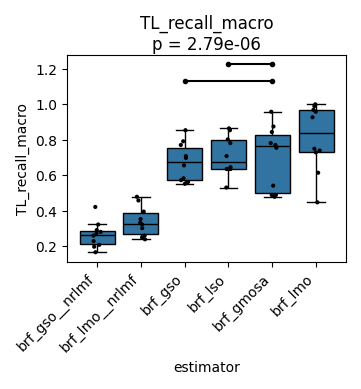 TL_recall_macro
p = 2.79e-06
TL_recall_macro
1.2
1.0
0.8
0.6
0.4
0.2
brf_gso__nrlmf
brf_lmo__nrlmf
brf_gso
brf_lso
brf_gmosa
brf_lmo
estimator